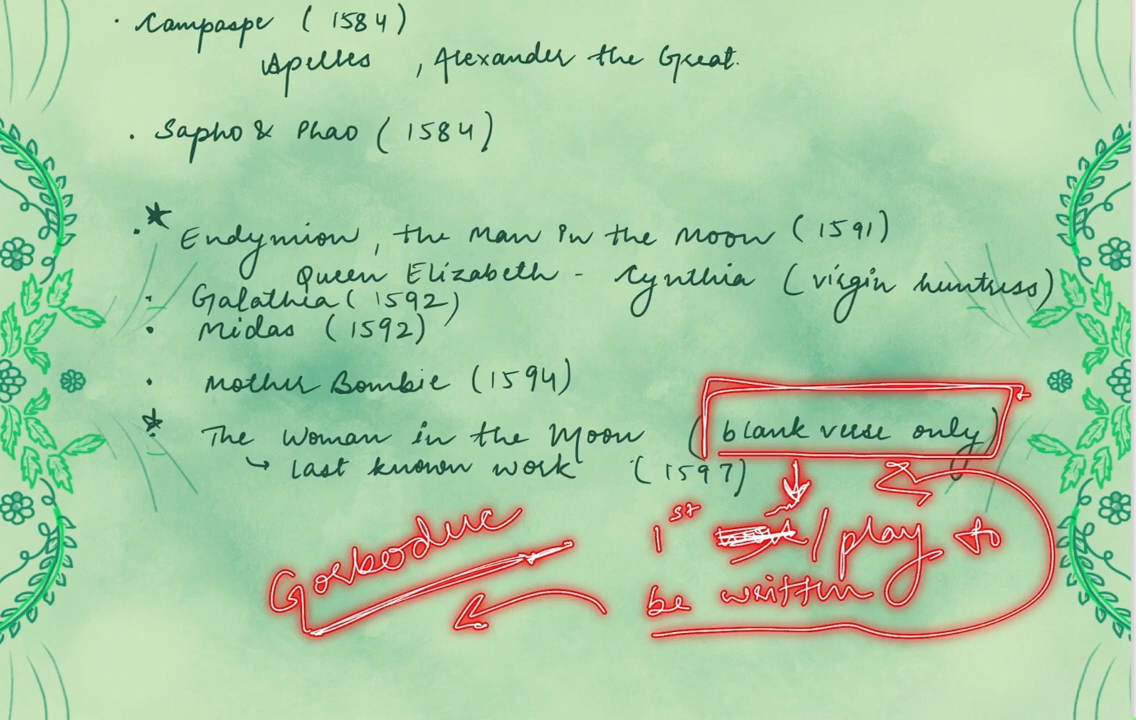 · Campaspe (1584)
Apelles , Alexander the Great.
· Sapho & Phao (1584)
· ★ Endymion, the Man in the Moon (1591)
Queen Elizabeth - Cynthia (virgin huntress)
· Galathia (1592)
· Midas (1592)
· Mother Bombie (1594)
★ The Woman in the Moon (blank verse only)
↳ last known work (1597)
1st / play to
be written
Gorboduc